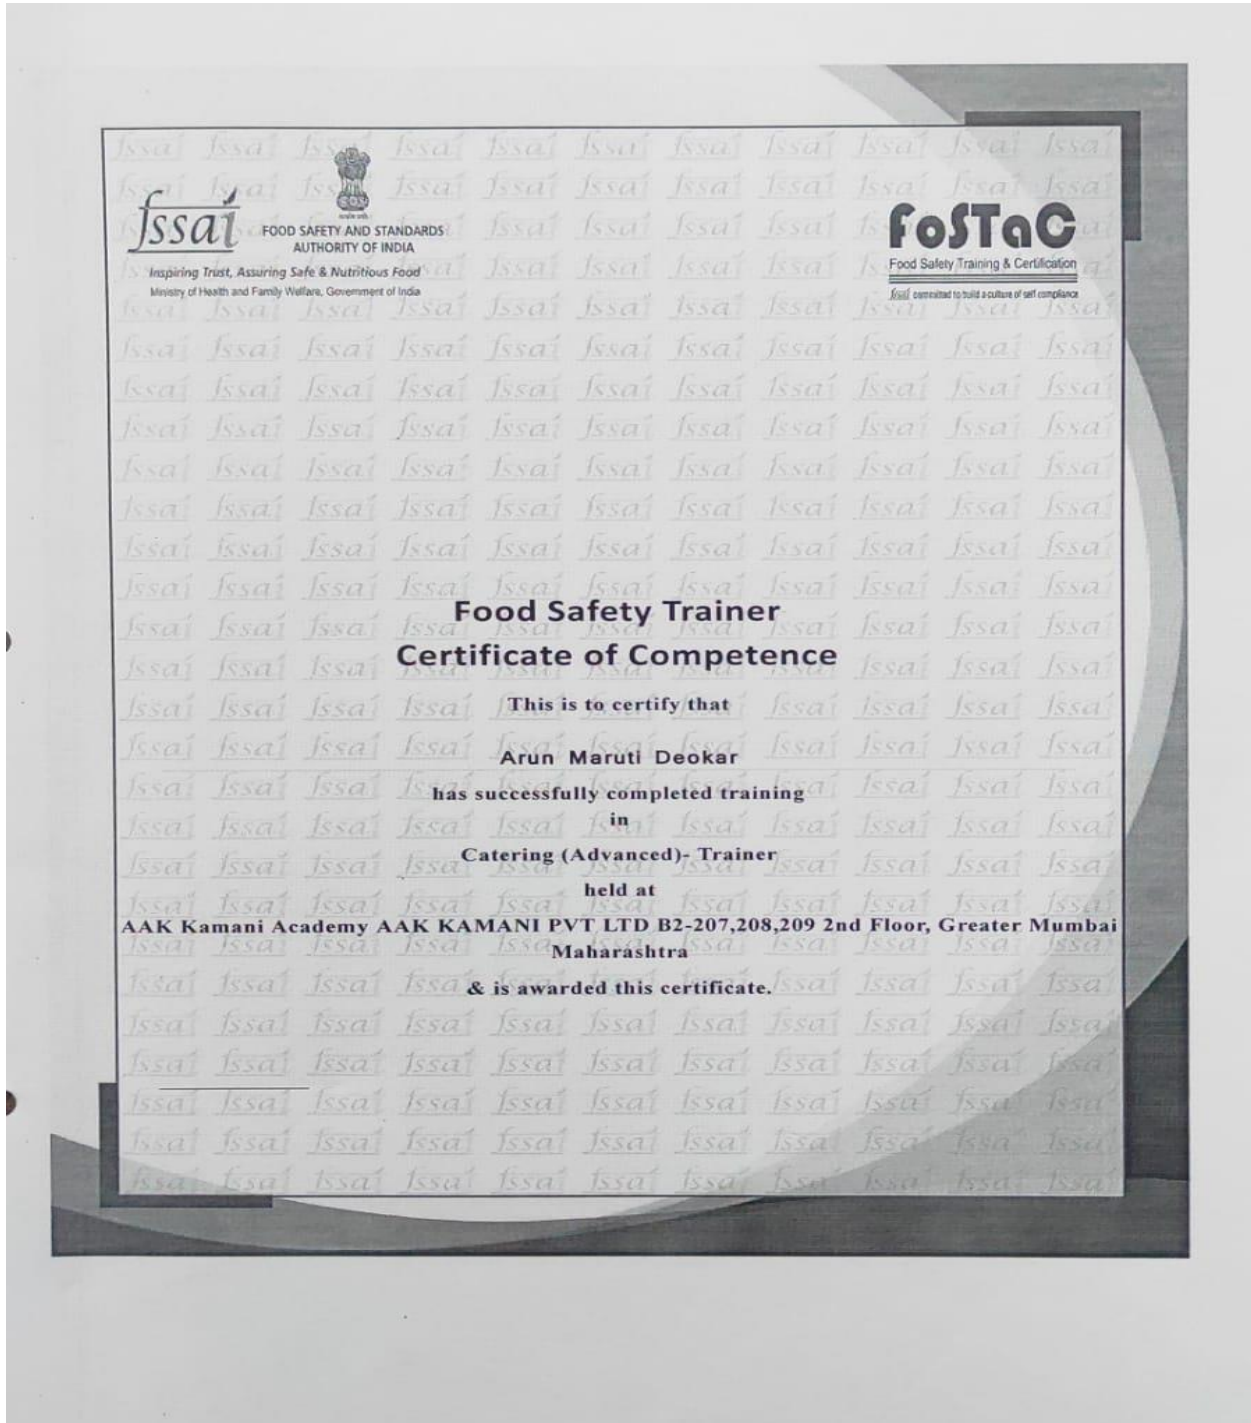 fssai
FOOD SAFETY AND STANDARDS
AUTHORITY OF INDIA
Inspiring Trust, Assuring Safe & Nutritious Food
Ministry of Health and Family Welfare, Government of India
FoSTaC
Food Safety Training & Certification
fssai committed to build a culture of self compliance
Food Safety Trainer
Certificate of Competence
This is to certify that
Arun Maruti Deokar
has successfully completed training
in
Catering (Advanced)- Trainer
held at
AAK Kamani Academy AAK KAMANI PVT LTD B2-207,208,209 2nd Floor, Greater Mumbai
Maharashtra
& is awarded this certificate.